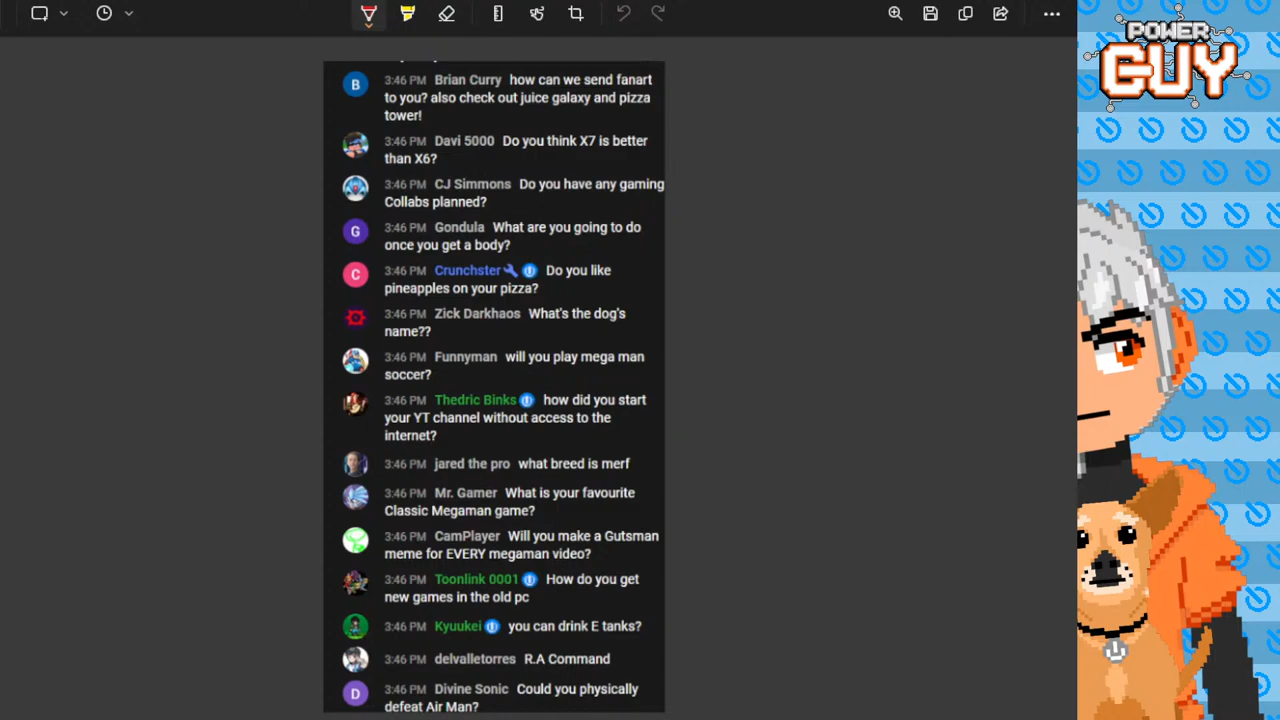 POWER
GUY
B
3:46 PM Brian Curry how can we send fanart
to you? also check out juice galaxy and pizza
tower!
3:46 PM Davi 5000 Do you think X7 is better
than X6?
3:46 PM CJ Simmons Do you have any gaming
Collabs planned?
G
3:46 PM Gondula What are you going to do
once you get a body?
C
3:46 PM Crunchster Do you like
pineapples on your pizza?
3:46 PM Zick Darkhaos What's the dog's
name??
3:46 PM Funnyman will you play mega man
soccer?
3:46 PM Thedric Binks how did you start
your YT channel without access to the
internet?
3:46 PM jared the pro what breed is merf
3:46 PM Mr. Gamer What is your favourite
Classic Megaman game?
3:46 PM CamPlayer Will you make a Gutsman
meme for EVERY megaman video?
3:46 PM Toonlink 0001 How do you get
new games in the old pc
3:46 PM Kyuukei you can drink E tanks?
3:46 PM delvalletorres R.A Command
D
3:46 PM Divine Sonic Could you physically
defeat Air Man?